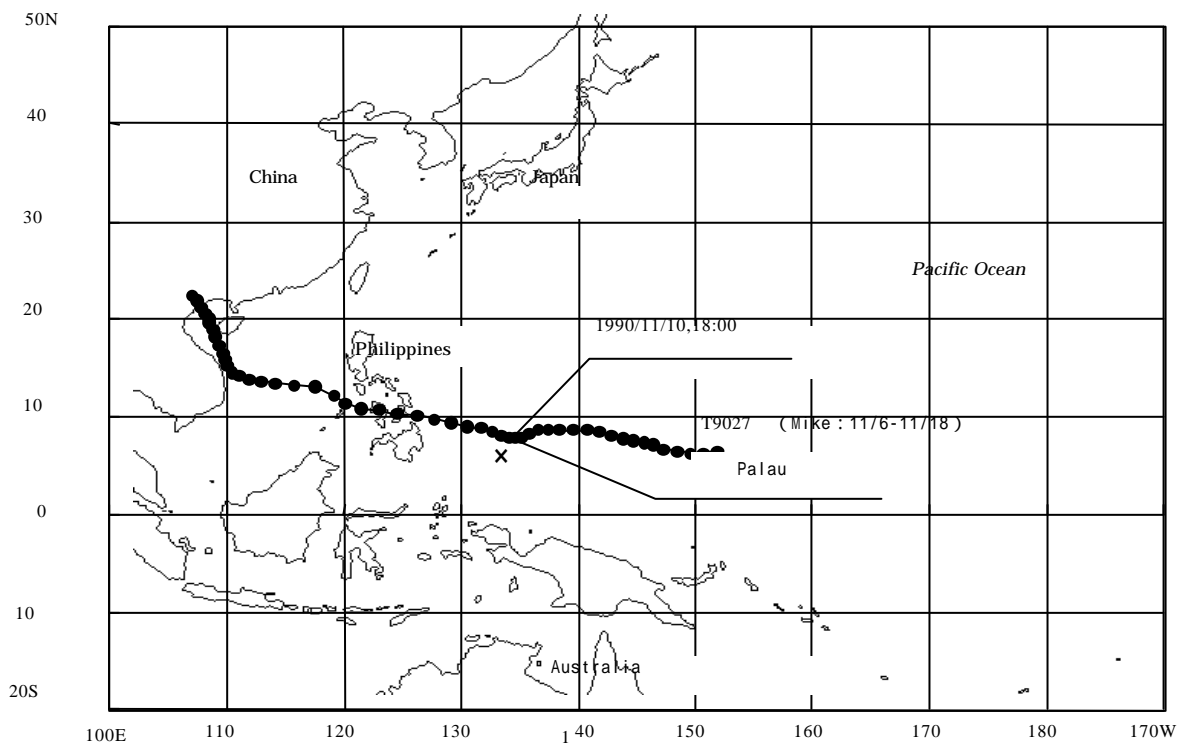 50N
40
China
Japan
30
Pacific Ocean
20
1990/11/10,18:00
Philippines
10
T9027 (Mike:11/6-11/18)
Palau
0
10
Australia
20S
100E 110 120 130 140 150 160 170 180 170W